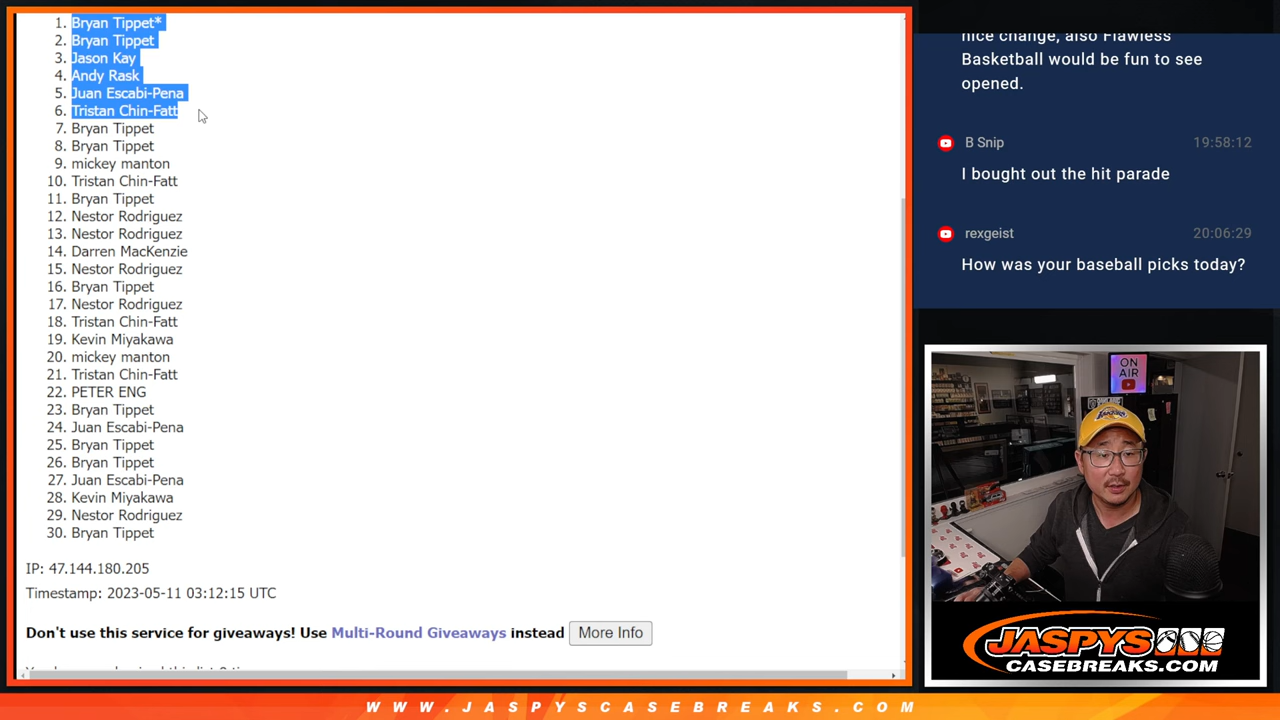 1. Bryan Tippet*
2. Bryan Tippet
3. Jason Kay
4. Andy Rask
5. Juan Escabi-Pena
6. Tristan Chin-Fatt
7. Bryan Tippet
8. Bryan Tippet
9. mickey manton
10. Tristan Chin-Fatt
11. Bryan Tippet
12. Nestor Rodriguez
13. Nestor Rodriguez
14. Darren MacKenzie
15. Nestor Rodriguez
16. Bryan Tippet
17. Nestor Rodriguez
18. Tristan Chin-Fatt
19. Kevin Miyakawa
20. mickey manton
21. Tristan Chin-Fatt
22. PETER ENG
23. Bryan Tippet
24. Juan Escabi-Pena
25. Bryan Tippet
26. Bryan Tippet
27. Juan Escabi-Pena
28. Kevin Miyakawa
29. Nestor Rodriguez
30. Bryan Tippet
IP: 47.144.180.205
Timestamp: 2023-05-11 03:12:15 UTC
Don't use this service for giveaways! Use Multi-Round Giveaways instead More Info
nice change, also Flawless
Basketball would be fun to see
opened.
B Snip 19:58:12
I bought out the hit parade
rexgeist 20:06:29
How was your baseball picks today?
ON
AIR
JASPYS
CASEBREAKS.COM
WWW.JASPYSCASEBREAKS.COM